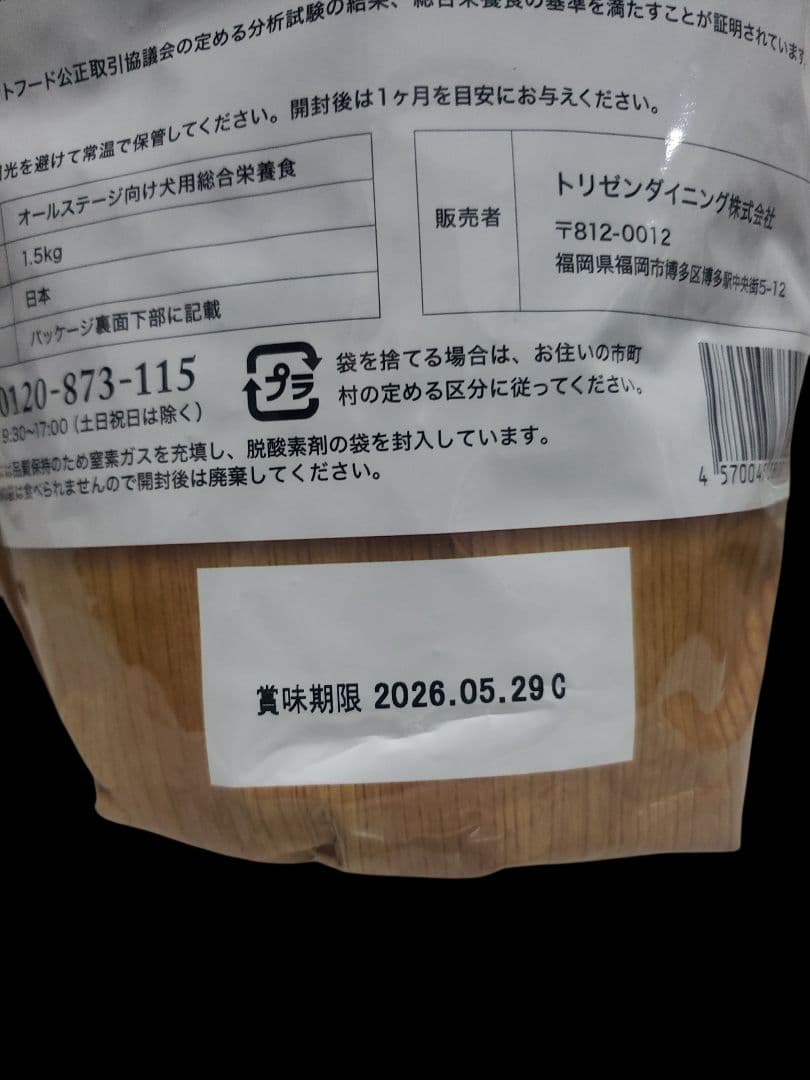 トフード公正取引協議会の定める分析試験の結果、総合栄養食の基準を満たすことが証明されています
光を避けて常温で保管してください。開封後は1ヶ月を目安にお与えください。
オールステージ向け犬用総合栄養食
1.5kg
日本
パッケージ裏面下部に記載
販売者
トリゼンダイニング株式会社
〒812-0012
福岡県福岡市博多区博多駅中央街5-12
0120-873-115
9:30~17:00(土日祝日は除く)
プラ
袋を捨てる場合は、お住いの市町
村の定める区分に従ってください。
品質保持のため窒素ガスを充填し、脱酸素剤の袋を封入しています。
は食べられませんので開封後は廃棄してください。
4 57004
賞味期限 2026.05.29 C